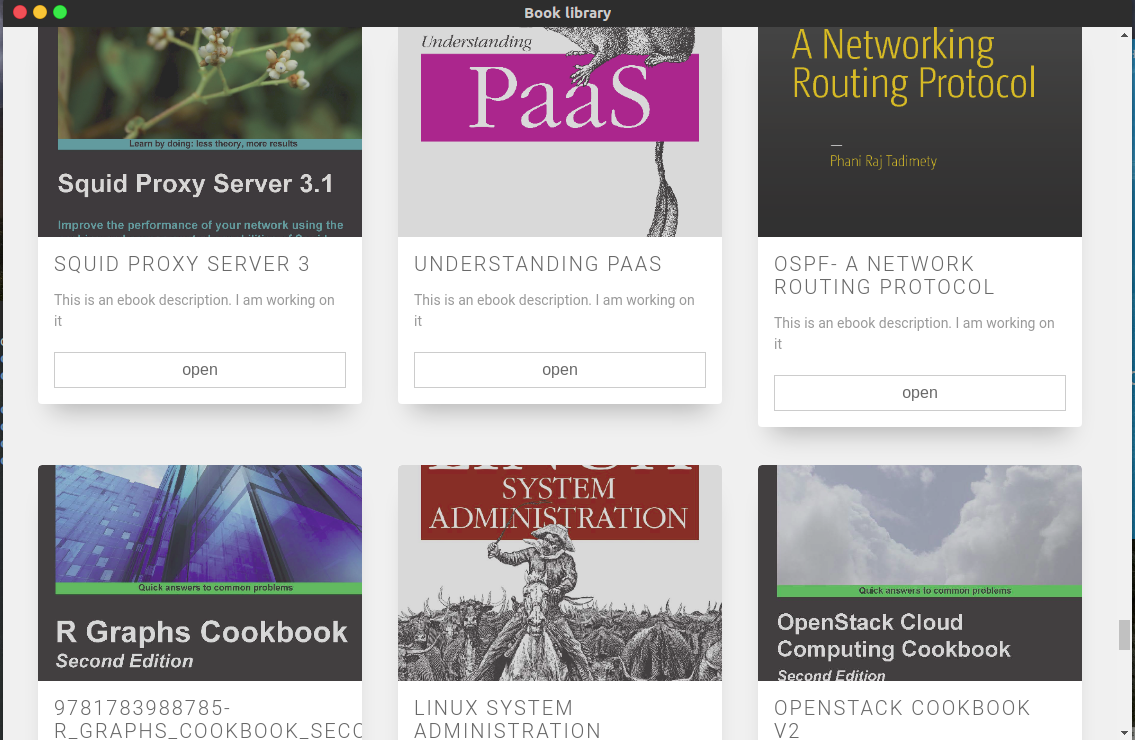 Book library
Learn by doing: less theory, more results
Squid Proxy Server 3.1
Improve the performance of your network using the
SQUID PROXY SERVER 3
This is an ebook description. I am working on
it
open
Understanding
PaaS
UNDERSTANDING PAAS
This is an ebook description. I am working on
it
open
A Networking
Routing Protocol
—
Phani Raj Tadimety
OSPF- A NETWORK
ROUTING PROTOCOL
This is an ebook description. I am working on
it
open
Quick answers to common problems
R Graphs Cookbook
Second Edition
9781783988785-
R_GRAPHS_COOKBOOK_SECO
LINUX
SYSTEM
ADMINISTRATION
LINUX SYSTEM
ADMINISTRATION
Quick answers to common problems
OpenStack Cloud
Computing Cookbook
Second Edition
OPENSTACK COOKBOOK
V2